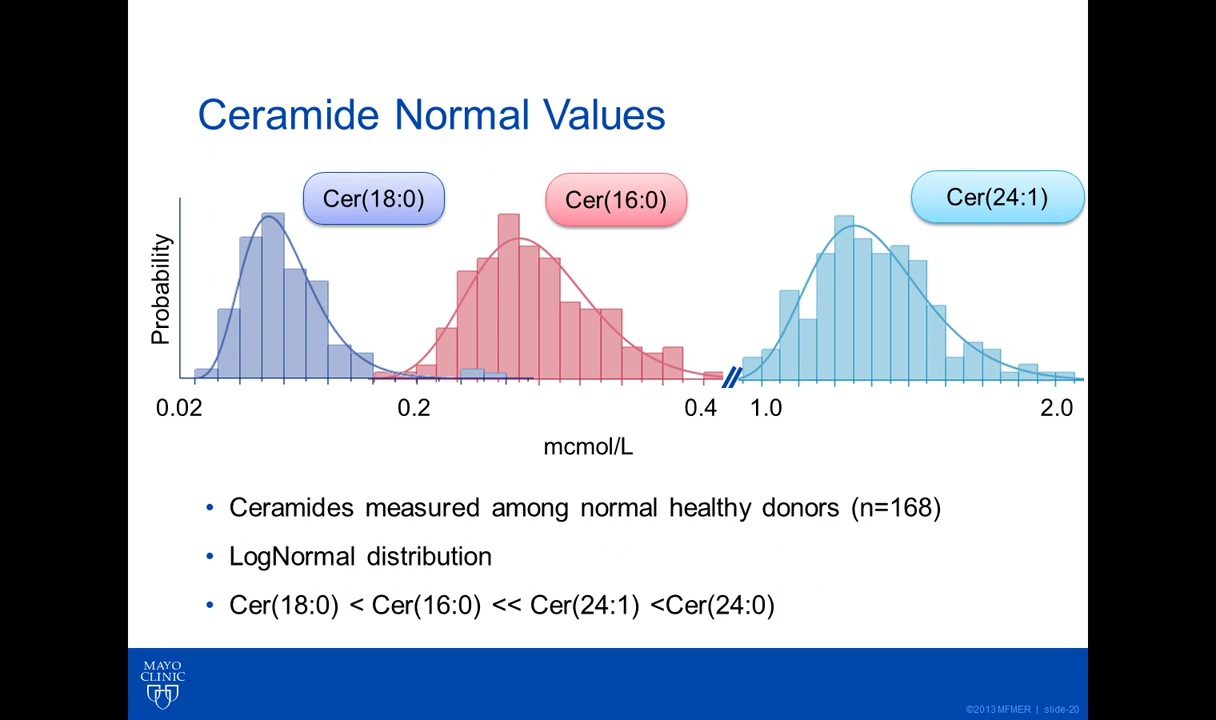 Ceramide Normal Values
Cer(18:0)
Cer(16:0)
Cer(24:1)
Probability
0.02
0.2
0.4
1.0
2.0
mcmol/L
• Ceramides measured among normal healthy donors (n=168)
• LogNormal distribution
• Cer(18:0) < Cer(16:0) << Cer(24:1) <Cer(24:0)
MAYO
CLINIC
©2013 MFMER | slide-20